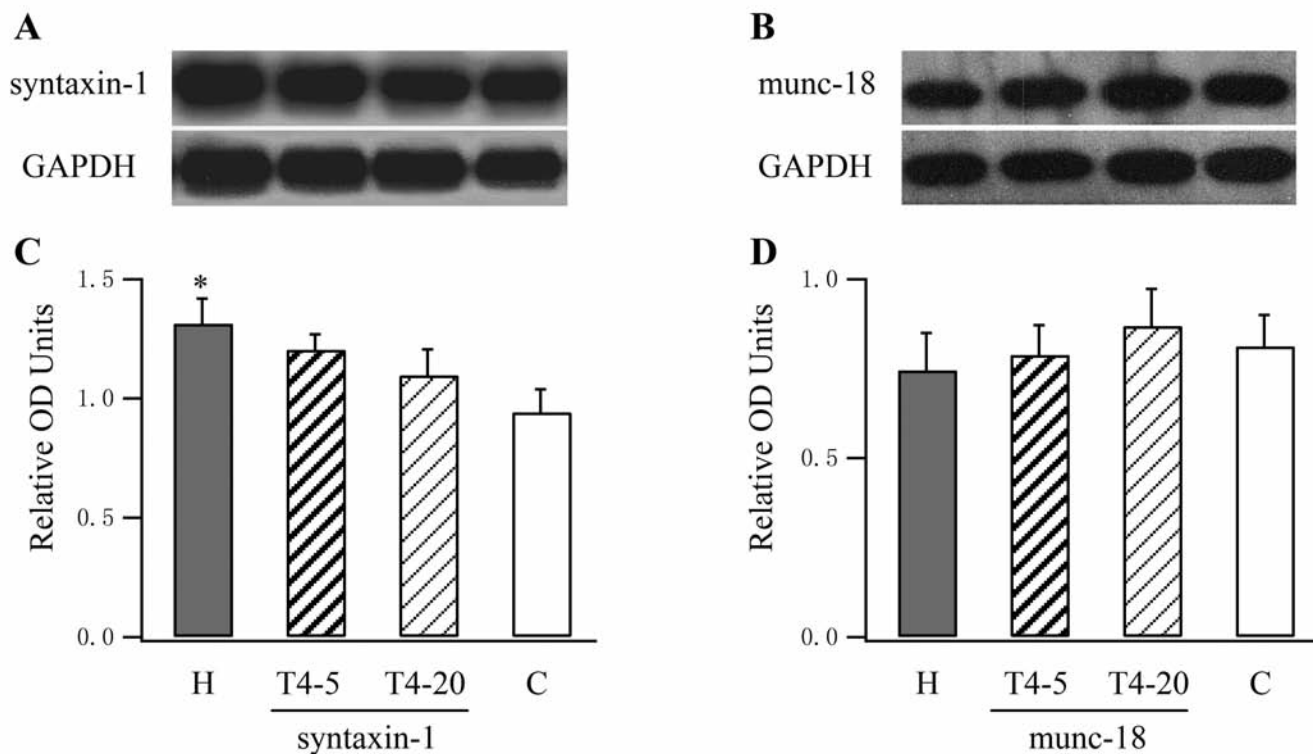 A
syntaxin-1
GAPDH
B
munc-18
GAPDH
C
Relative OD Units
1.5
1.0
0.5
0.0
*
H T4-5 T4-20 C
syntaxin-1
D
Relative OD Units
1.0
0.5
0.0
H T4-5 T4-20 C
munc-18